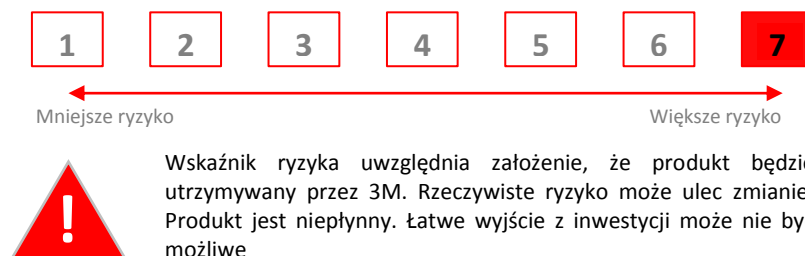 1 2 3 4 5 6 7
Mniejsze ryzyko Większe ryzyko
Wskaźnik ryzyka uwzględnia założenie, że produkt będzie
utrzymywany przez 3M. Rzeczywiste ryzyko może ulec zmianie
! Produkt jest niepłynny. Łatwe wyjście z inwestycji może nie by
możliwe